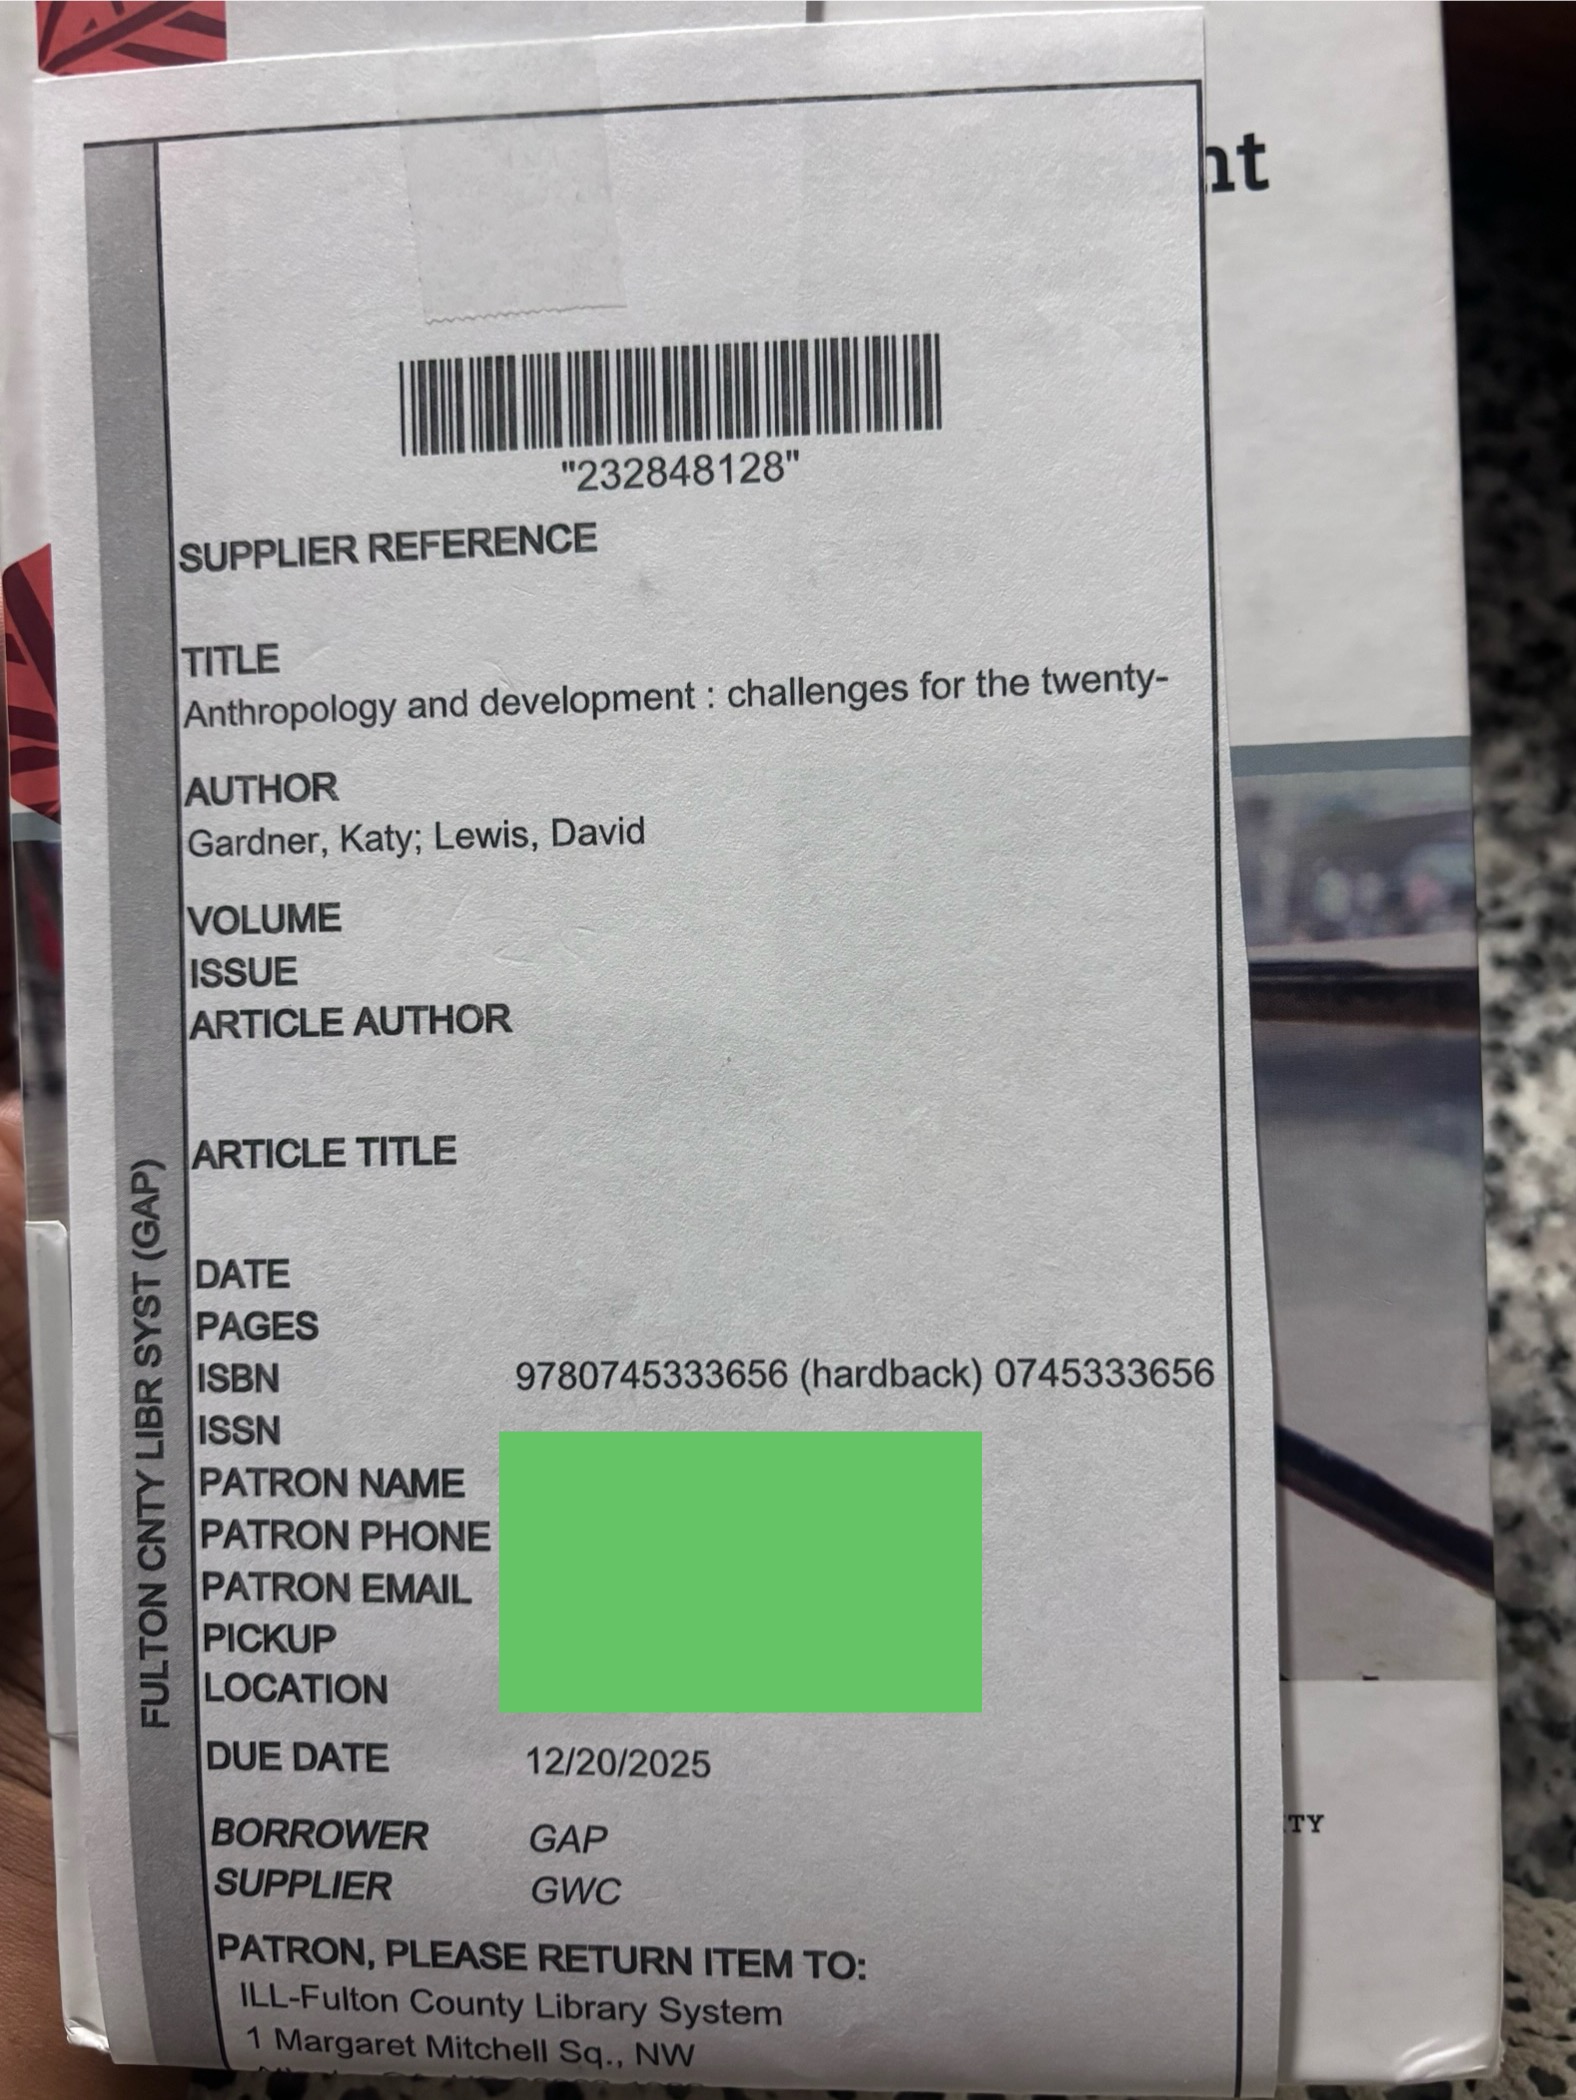 nt
"232848128"
SUPPLIER REFERENCE
TITLE
Anthropology and development : challenges for the twenty-
AUTHOR
Gardner, Katy; Lewis, David
VOLUME
ISSUE
ARTICLE AUTHOR
ARTICLE TITLE
DATE
PAGES
ISBN 9780745333656 (hardback) 0745333656
ISSN
PATRON NAME
PATRON PHONE
PATRON EMAIL
PICKUP
LOCATION
DUE DATE 12/20/2025
BORROWER GAP
SUPPLIER GWC
PATRON, PLEASE RETURN ITEM TO:
ILL-Fulton County Library System
1 Margaret Mitchell Sq., NW
FULTON CNTY LIBR SYST (GAP)
TY